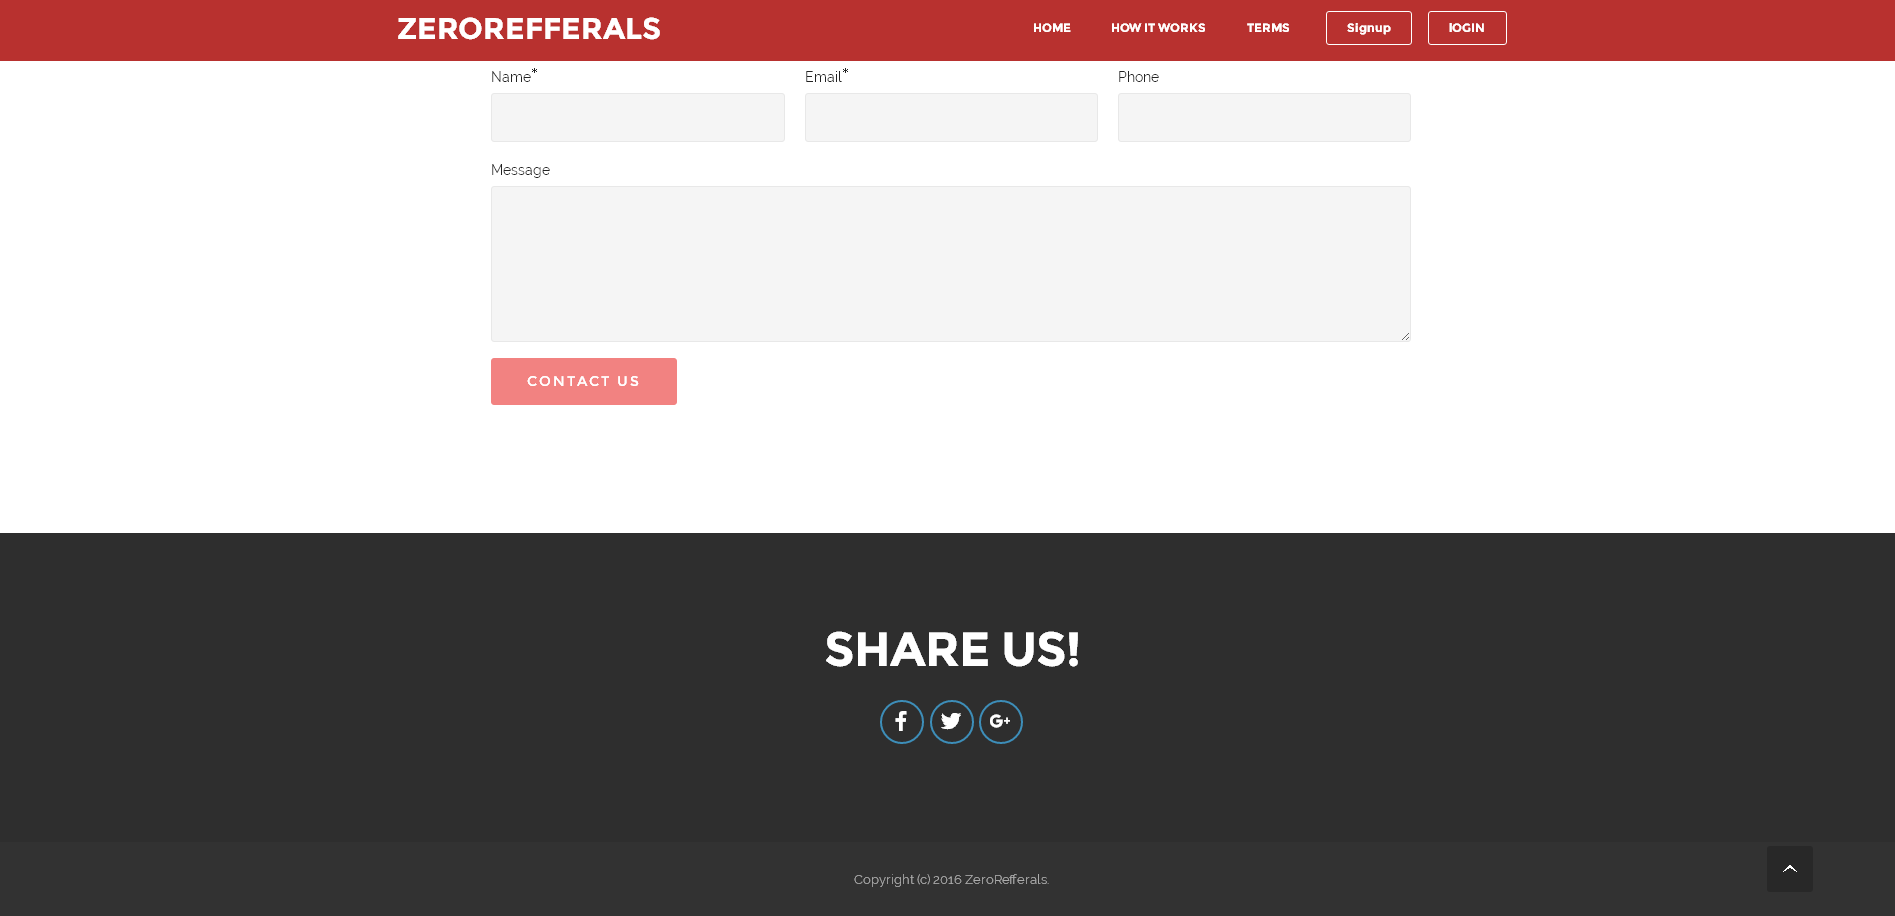 ZEROREFFERALS HOME HOW IT WORKS TERMS Signup lOGIN
Name* Email* Phone
Message
CONTACT US
SHARE US!
Copyright (c) 2016 ZeroRefferals.